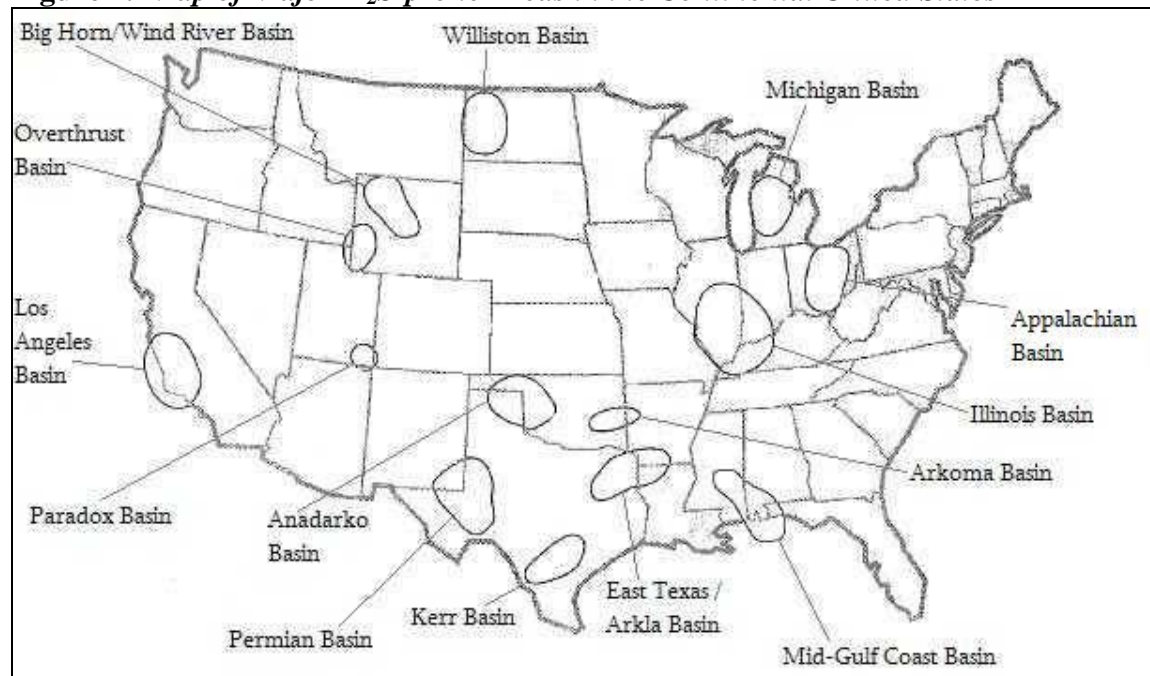 Big Horn/Wind River Basin
Williston Basin
Michigan Basin
Overthrust
Basin
Los
Angeles
Basin
Appalachian
Basin
Illinois Basin
Arkoma Basin
Paradox Basin
Anadarko
Basin
East Texas /
Arkla Basin
Kerr Basin
Permian Basin
Mid-Gulf Coast Basin